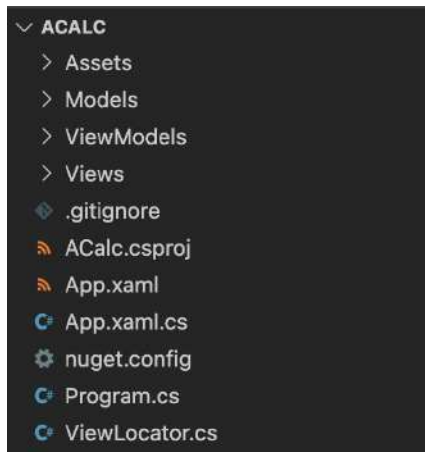 ACALC
Assets
Models
ViewModels
Views
.gitignore
ACalc.csproj
App.xaml
App.xaml.cs
nuget.config
Program.cs
ViewLocator.cs